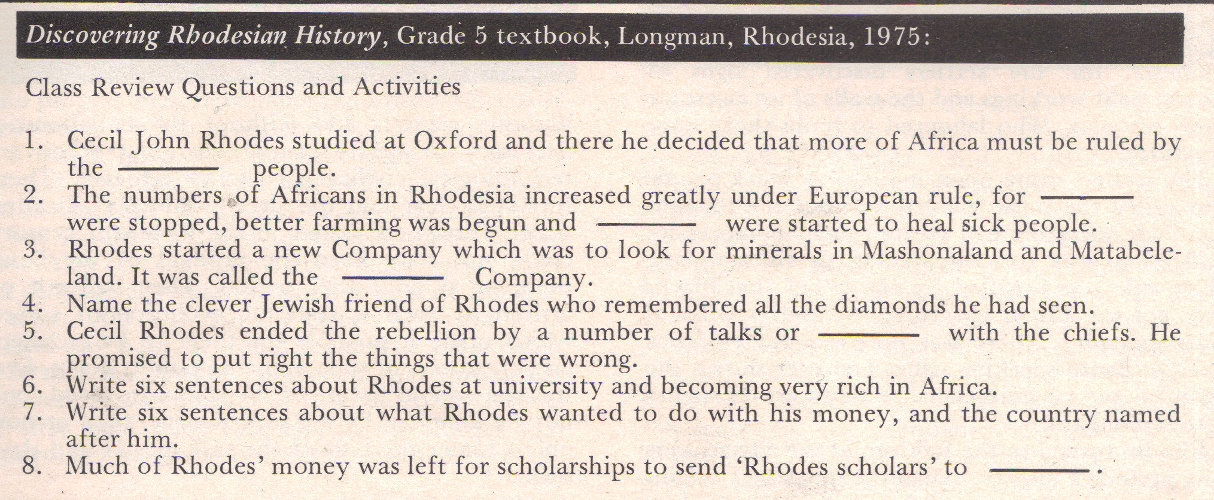 Discovering Rhodesian History, Grade 5 textbook, Longman, Rhodesia, 1975:
Class Review Questions and Activities
1. Cecil John Rhodes studied at Oxford and there he decided that more of Africa must be ruled by
the ——— people.
2. The numbers of Africans in Rhodesia increased greatly under European rule, for ———
were stopped, better farming was begun and ——— were started to heal sick people.
3. Rhodes started a new Company which was to look for minerals in Mashonaland and Matabele-
land. It was called the ——— Company.
4. Name the clever Jewish friend of Rhodes who remembered all the diamonds he had seen.
5. Cecil Rhodes ended the rebellion by a number of talks or ——— with the chiefs. He
promised to put right the things that were wrong.
6. Write six sentences about Rhodes at university and becoming very rich in Africa.
7. Write six sentences about what Rhodes wanted to do with his money, and the country named
after him.
8. Much of Rhodes’ money was left for scholarships to send ‘Rhodes scholars’ to ———.